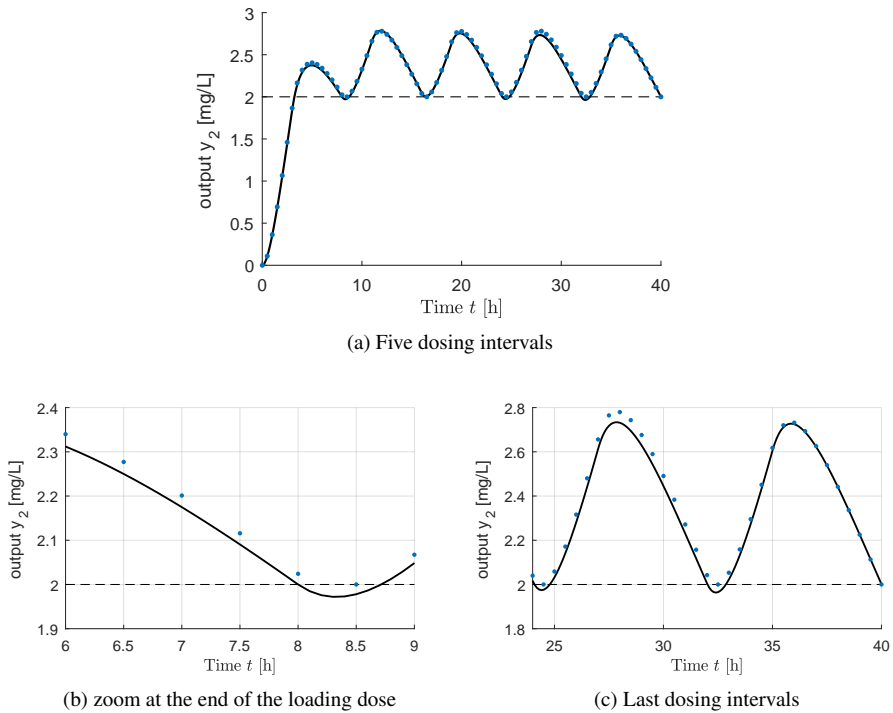 3
2.5
2
1.5
1
0.5
0
output y 2 [mg/L]
0 10 20 30 40
Time t [h]
(a) Five dosing intervals
2.4
2.3
2.2
2.1
2
1.9
output y 2 [mg/L]
6 6.5 7 7.5 8 8.5 9
Time t [h]
(b) zoom at the end of the loading dose
2.8
2.6
2.4
2.2
2
1.8
output y 2 [mg/L]
25 30 35 40
Time t [h]
(c) Last dosing intervals